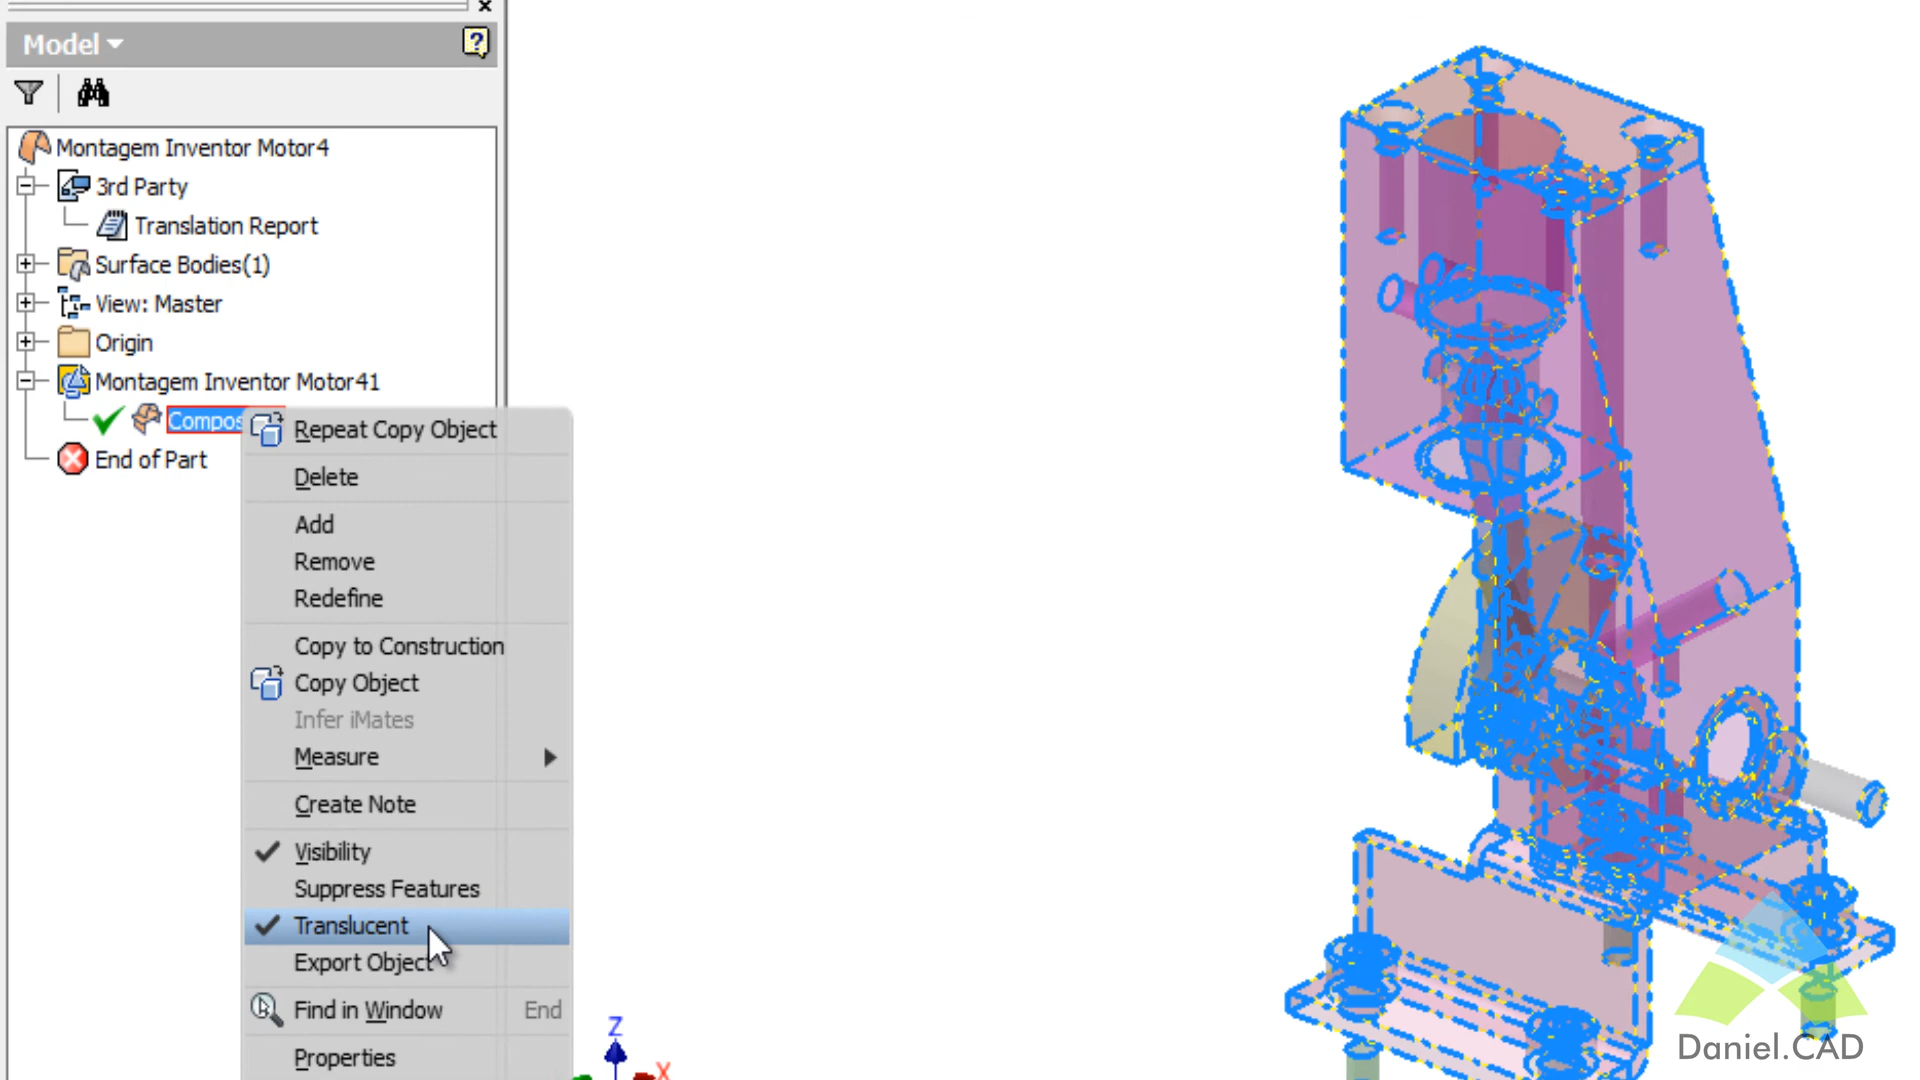 Model
Montagem Inventor Motor4
3rd Party
Translation Report
Surface Bodies(1)
View: Master
Origin
Montagem Inventor Motor41
Compos
End of Part
Repeat Copy Object
Delete
Add
Remove
Redefine
Copy to Construction
Copy Object
Infer iMates
Measure
Create Note
Visibility
Suppress Features
Translucent
Export Object
Find in Window End
Properties
Z
X
Daniel.CAD